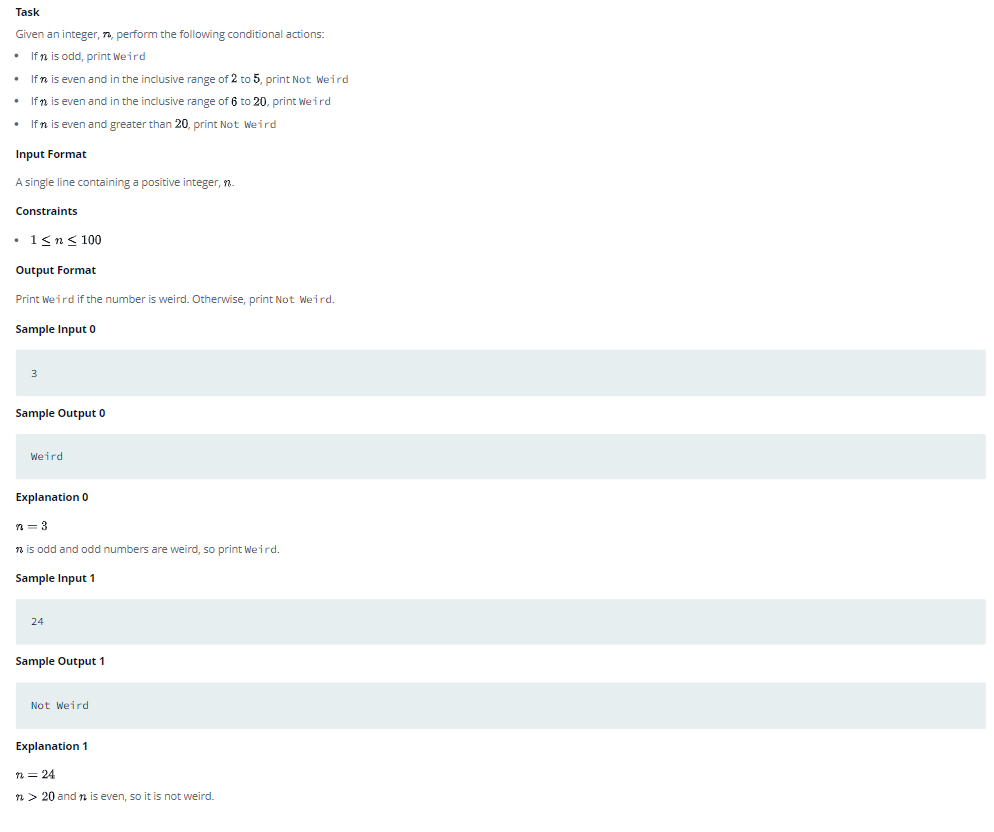 Task
Given an integer, n, perform the following conditional actions:
• If n is odd, print Weird
• If n is even and in the inclusive range of 2 to 5, print Not Weird
• If n is even and in the inclusive range of 6 to 20, print Weird
• If n is even and greater than 20, print Not Weird
Input Format
A single line containing a positive integer, n.
Constraints
• 1 ≤ n ≤ 100
Output Format
Print Weird if the number is weird. Otherwise, print Not Weird.
Sample Input 0
3
Sample Output 0
Weird
Explanation 0
n = 3
n is odd and odd numbers are weird, so print Weird.
Sample Input 1
24
Sample Output 1
Not Weird
Explanation 1
n = 24
n > 20 and n is even, so it is not weird.